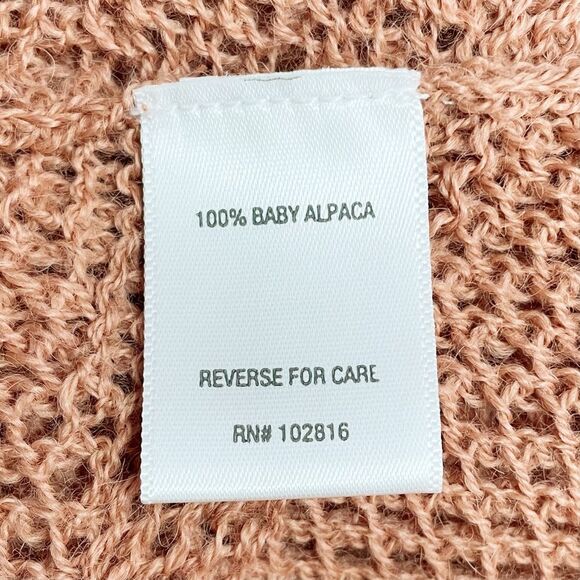 100% BABY ALPACA
REVERSE FOR CARE
RN# 102816